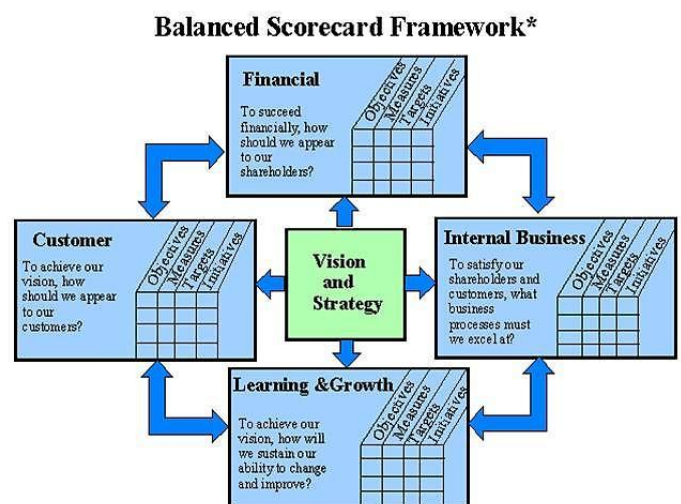 Balanced Scorecard Framework*
Financial
To succeed
financially, how
should we appear
to our
shareholders?
Objectives
Measures
Targets
Initiatives
Customer
To achieve our
vision, how
should we appear
to our
customers?
Objectives
Measures
Targets
Initiatives
Vision
and
Strategy
Internal Business
To satisfy our
shareholders and
customers, what
business
processes must
we excel at?
Objectives
Measures
Targets
Initiatives
Learning &Growth
To achieve our
vision, how will
we sustain our
ability to change
and improve?
Objectives
Measures
Targets
Initiatives